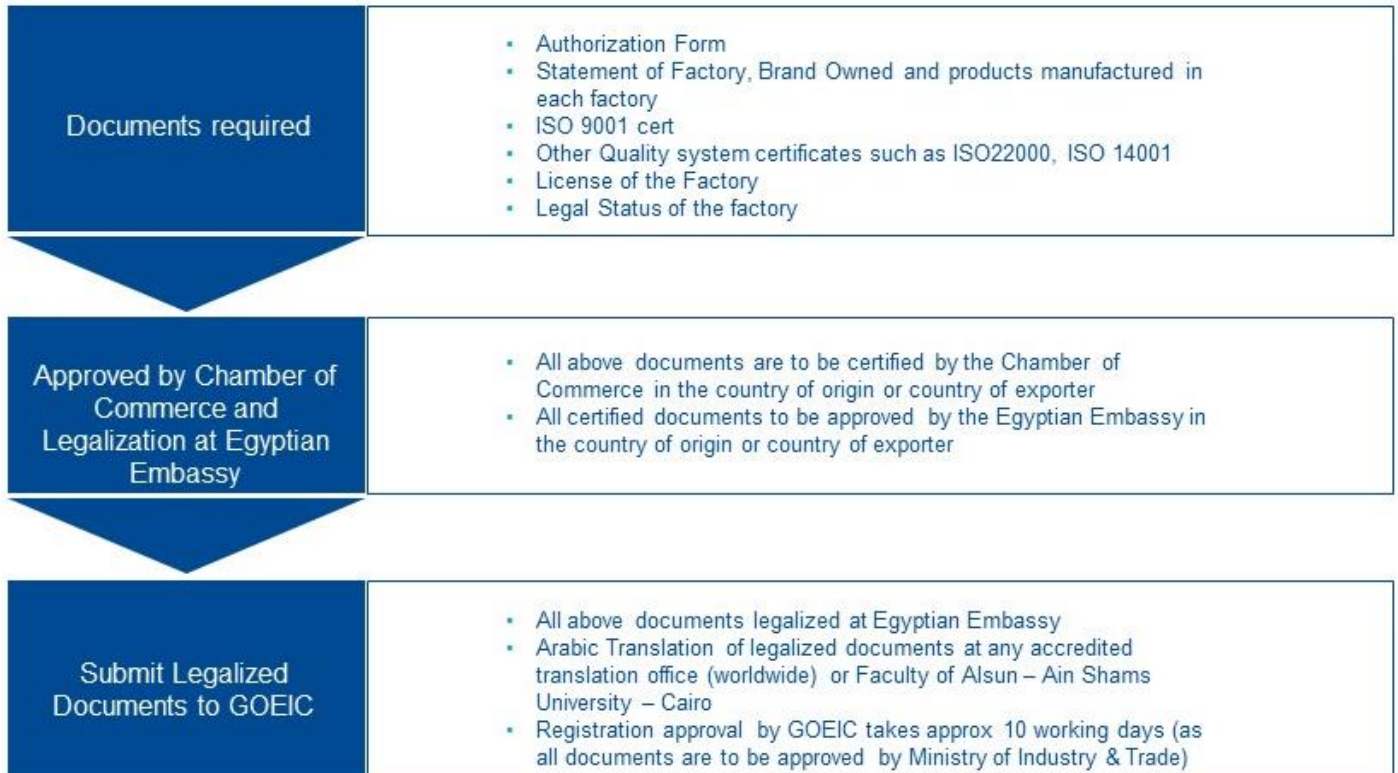 Documents required
▪ Authorization Form
▪ Statement of Factory, Brand Owned and products manufactured in
each factory
▪ ISO 9001 cert
▪ Other Quality system certificates such as ISO22000, ISO 14001
▪ License of the Factory
▪ Legal Status of the factory
Approved by Chamber of
Commerce and
Legalization at Egyptian
Embassy
▪ All above documents are to be certified by the Chamber of
Commerce in the country of origin or country of exporter
▪ All certified documents to be approved by the Egyptian Embassy in
the country of origin or country of exporter
Submit Legalized
Documents to GOEIC
▪ All above documents legalized at Egyptian Embassy
▪ Arabic Translation of legalized documents at any accredited
translation office (worldwide) or Faculty of Alsun – Ain Shams
University – Cairo
▪ Registration approval by GOEIC takes approx 10 working days (as
all documents are to be approved by Ministry of Industry & Trade)